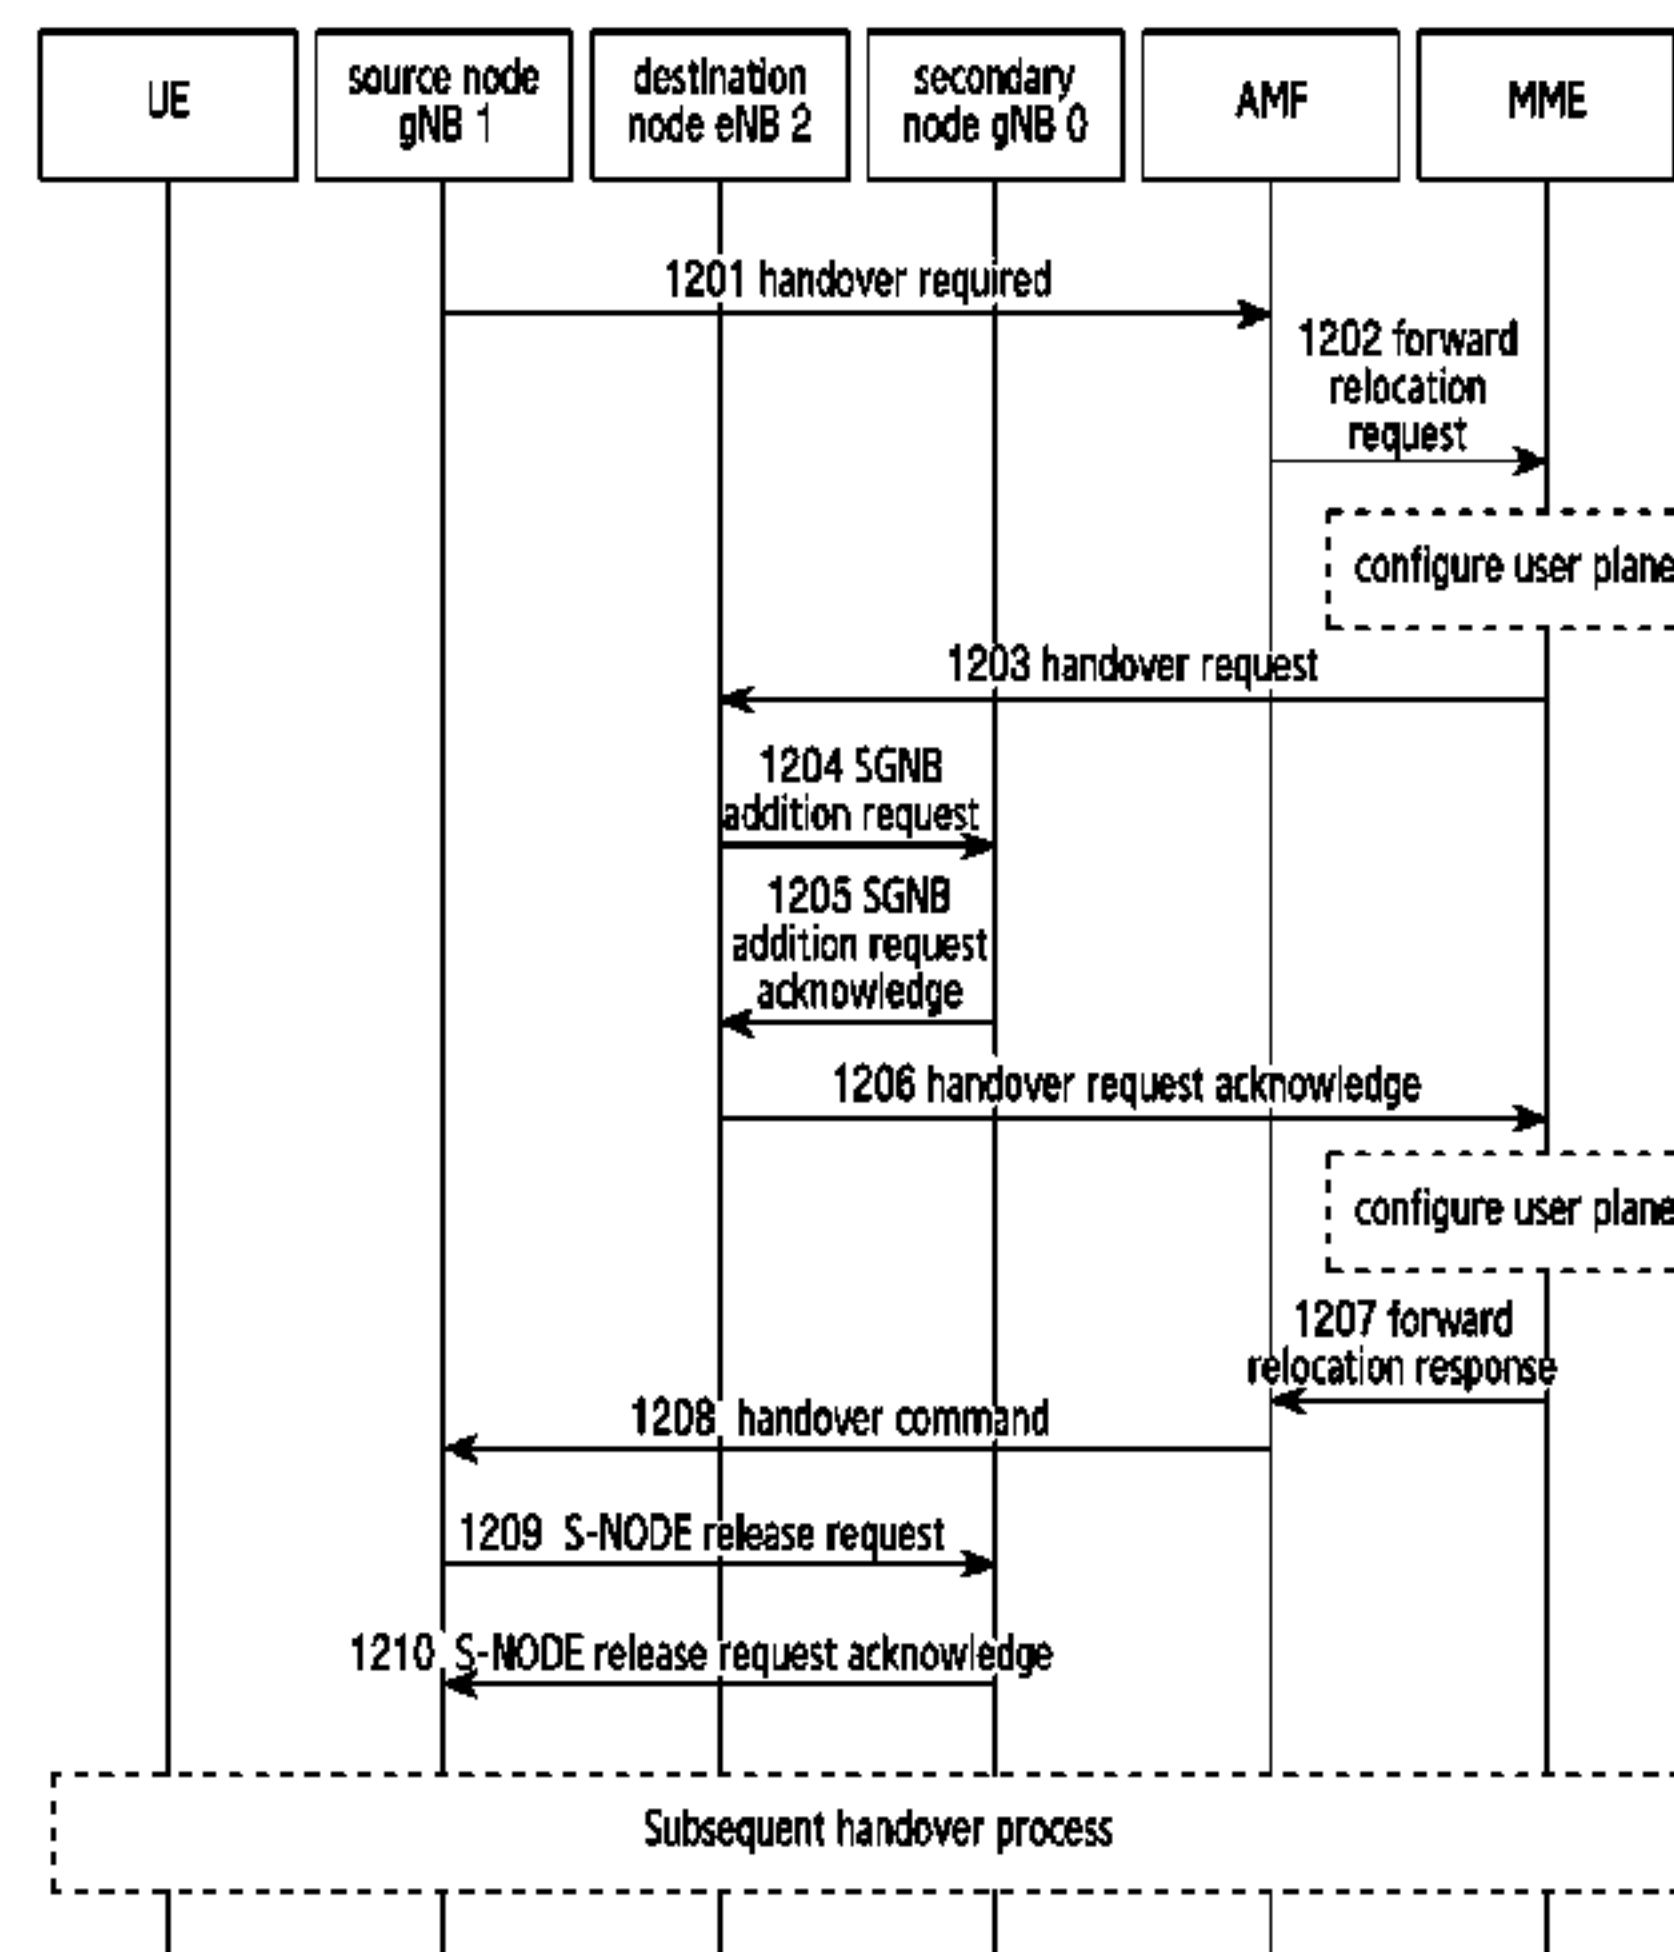 UE
source node
gNB 1
destination
node eNB 2
secondary
node gNB 0
AMF
MME
1201 handover required
1202 forward
relocation
request
configure user plane
1203 handover request
1204 SGNB
addition request
1205 SGNB
addition request
acknowledge
1206 handover request acknowledge
configure user plane
1207 forward
relocation response
1208 handover command
1209 S-NODE release request
1210 S-NODE release request acknowledge
Subsequent handover process